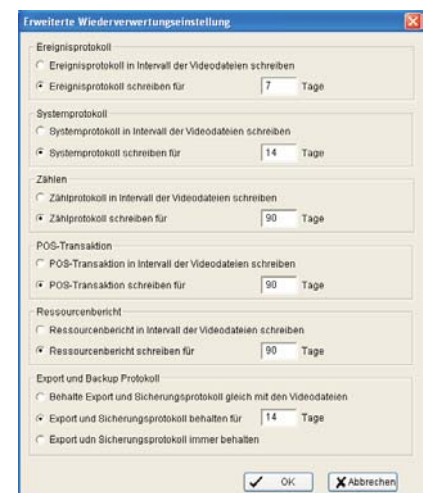 Erweiterte Wiederverwertungseinstellung
Ereignisprotokoll
Ereignisprotokoll in Intervall der Videodateien schreiben
Ereignisprotokoll schreiben für 7 Tage
Systemprotokoll
Systemprotokoll in Intervall der Videodateien schreiben
Systemprotokoll schreiben für 14 Tage
Zählen
Zählprotokoll in Intervall der Videodateien schreiben
Zählprotokoll schreiben für 90 Tage
POS-Transaktion
POS-Transaktion in Intervall der Videodateien schreiben
POS-Transaktion schreiben für 90 Tage
Ressourcenbericht
Ressourcenbericht in Intervall der Videodateien schreiben
Ressourcenbericht schreiben für 90 Tage
Export und Backup Protokoll
Behalte Export und Sicherungsprotokoll gleich mit den Videodateien
Export und Sicherungsprotokoll behalten für 14 Tage
Export udn Sicherungsprotokoll immer behalten
OK Abbrechen